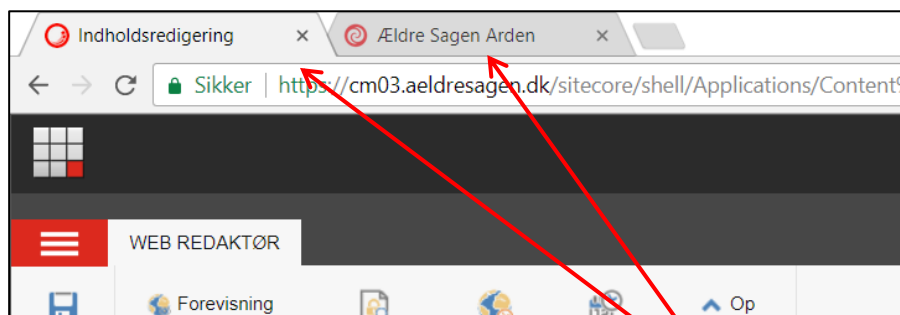 Indholdsredigering × Ældre Sagen Arden ×
Sikker | https://cm03.aeldresagen.dk/sitecore/shell/Applications/Content%
WEB REDAKTØR
Forevisning Op